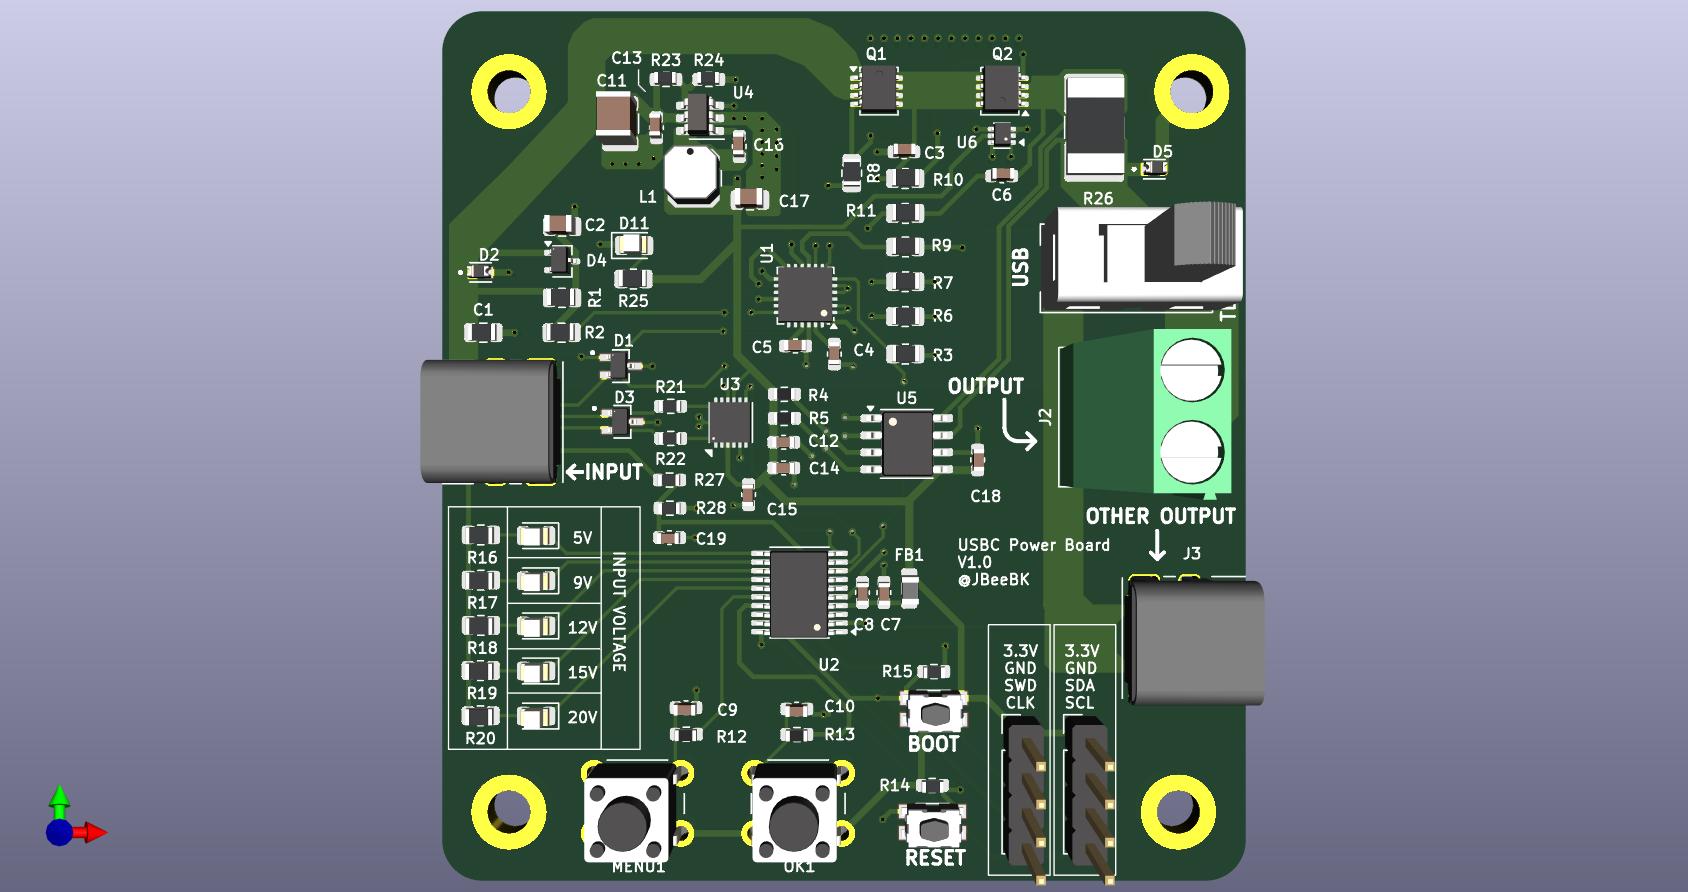 C13 R23 R24
C11
U4
C16
L1
C17
Q1 Q2
U6
C3
R8
R10
C6
D5
R26
R11
R9
R7
R6
R3
USB
C2
D11
D2
D4
R1
R25
C1
R2
U1
C5 C4
D1
D3
R21
U3
R4
R5
R22
C12
C14
R27
R28
C15
C19
←INPUT
U5
C18
OUTPUT
J2
OTHER OUTPUT
J3
USBC Power Board
V1.0
@JBeeBK
FB1
C8 C7
U2
INPUT VOLTAGE
R16 5V
R17 9V
R18 12V
R19 15V
R20 20V
C9
R12
C10
R13
R15
BOOT
R14
RESET
MENU1
OK1
3.3V
GND
SWD
CLK
3.3V
GND
SDA
SCL